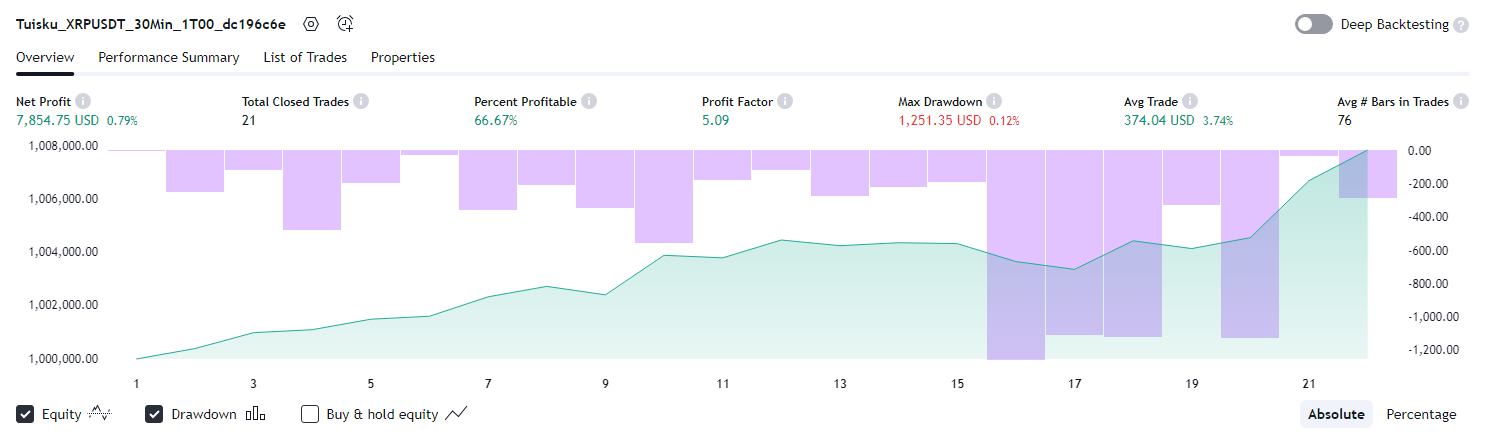 Tuisku_XRPUSDT_30Min_1T00_dc196c6e Deep Backtesting ?
Overview Performance Summary List of Trades Properties
Net Profit Total Closed Trades Percent Profitable Profit Factor Max Drawdown Avg Trade Avg # Bars in Trades
7,854.75 USD 0.79% 21 66.67% 5.09 1,251.35 USD 0.12% 374.04 USD 3.74% 76
1,008,000.00 0.00
-200.00
1,006,000.00 -400.00
1,004,000.00 -600.00
-800.00
1,002,000.00 -1,000.00
1,000,000.00 -1,200.00
1 3 5 7 9 11 13 15 17 19 21
Equity Drawdown Buy & hold equity Absolute Percentage